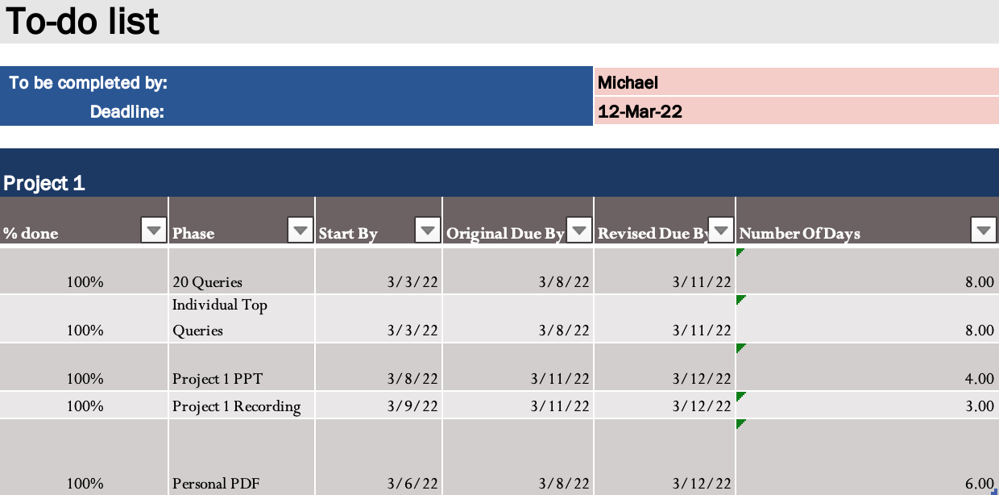 To-do list
To be completed by: Michael
Deadline: 12-Mar-22
Project 1
% done Phase Start By Original Due By Revised Due By Number Of Days
100% 20 Queries 3/3/22 3/8/22 3/11/22 8.00
Individual Top
100% Queries 3/3/22 3/8/22 3/11/22 8.00
100% Project 1 PPT 3/8/22 3/11/22 3/12/22 4.00
100% Project 1 Recording 3/9/22 3/11/22 3/12/22 3.00
100% Personal PDF 3/6/22 3/8/22 3/12/22 6.00